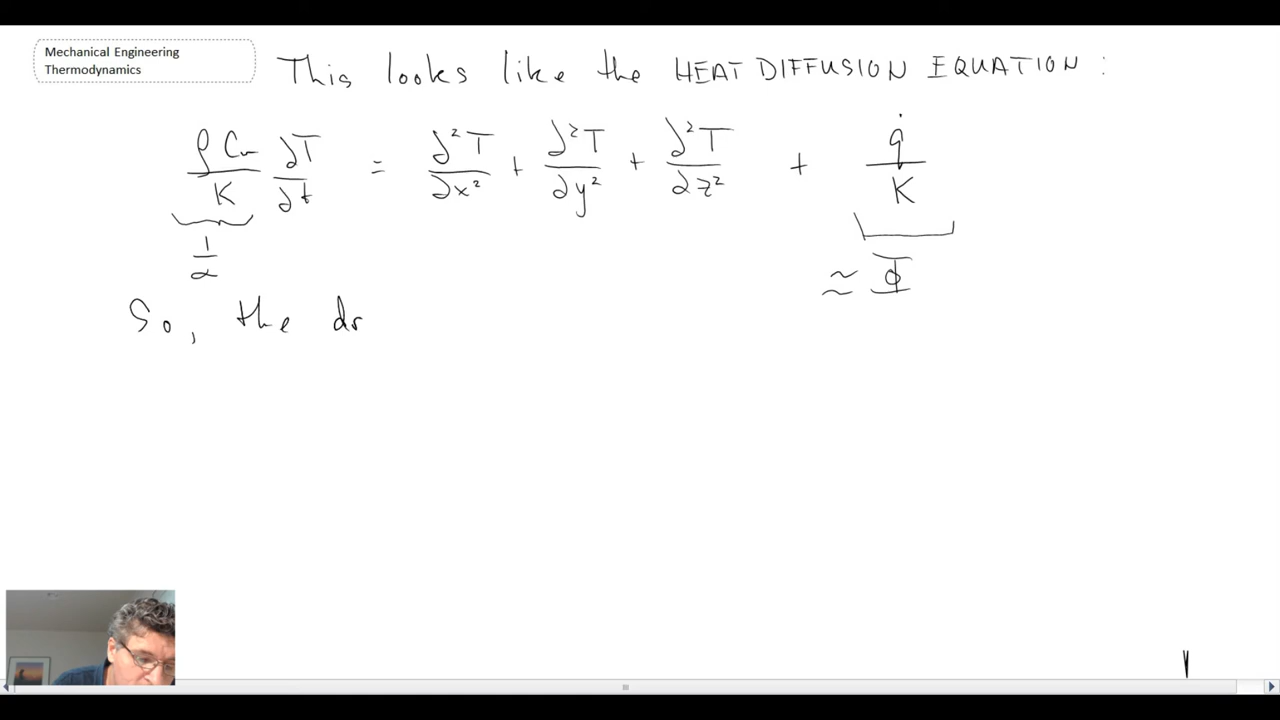 Mechanical Engineering
Thermodynamics
This looks like the HEAT DIFFUSION EQUATION :
ρ Cv / K ∂T/∂t = ∂²T/∂x² + ∂²T/∂y² + ∂²T/∂z² + q̇ / K
1/α
≈ Φ
So, the dr